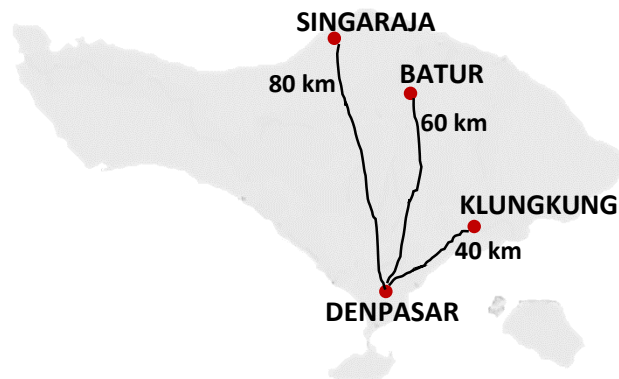 SINGARAJA
80 km
BATUR
60 km
KLUNGKUNG
40 km
DENPASAR